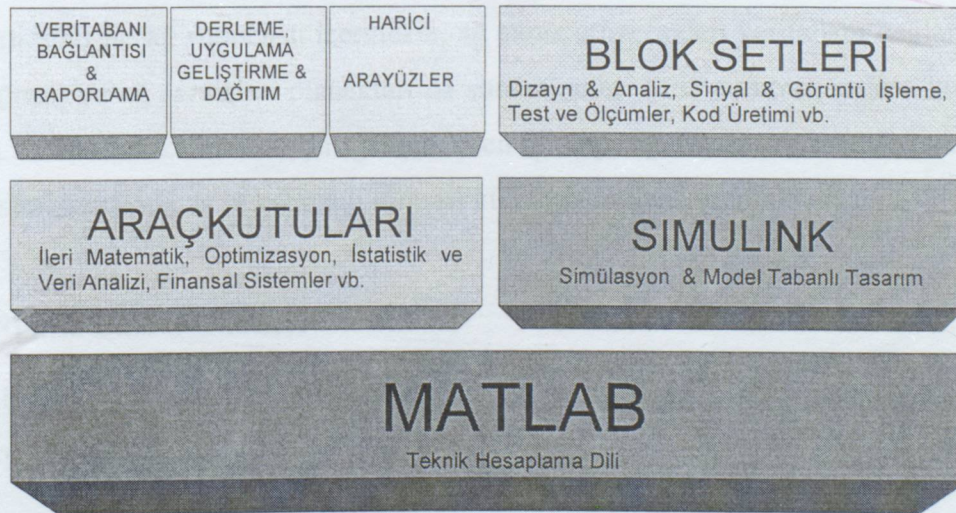 VERİTABANI
BAĞLANTISI
&
RAPORLAMA
DERLEME,
UYGULAMA
GELİŞTİRME &
DAĞITIM
HARİCİ
ARAYÜZLER
BLOK SETLERİ
Dizayn & Analiz, Sinyal & Görüntü İşleme,
Test ve Ölçümler, Kod Üretimi vb.
ARAÇKUTULARI
İleri Matematik, Optimizasyon, İstatistik ve
Veri Analizi, Finansal Sistemler vb.
SIMULINK
Simülasyon & Model Tabanlı Tasarım
MATLAB
Teknik Hesaplama Dili